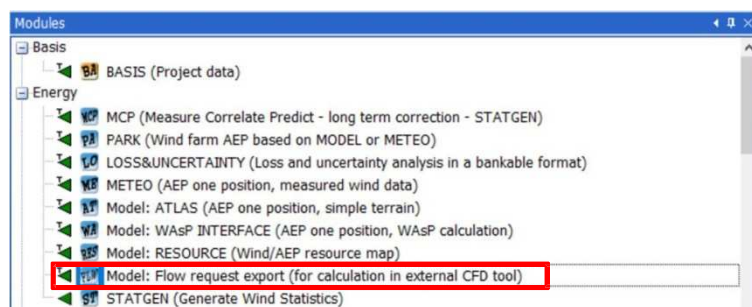 Modules
Basis
BA BASIS (Project data)
Energy
MCP MCP (Measure Correlate Predict - long term correction - STATGEN)
PA PARK (Wind farm AEP based on MODEL or METEO)
LO LOSS&UNCERTAINTY (Loss and uncertainty analysis in a bankable format)
ME METEO (AEP one position, measured wind data)
AT Model: ATLAS (AEP one position, simple terrain)
WA Model: WAsP INTERFACE (AEP one position, WAsP calculation)
RES Model: RESOURCE (Wind/AEP resource map)
FLW Model: Flow request export (for calculation in external CFD tool)
ST STATGEN (Generate Wind Statistics)